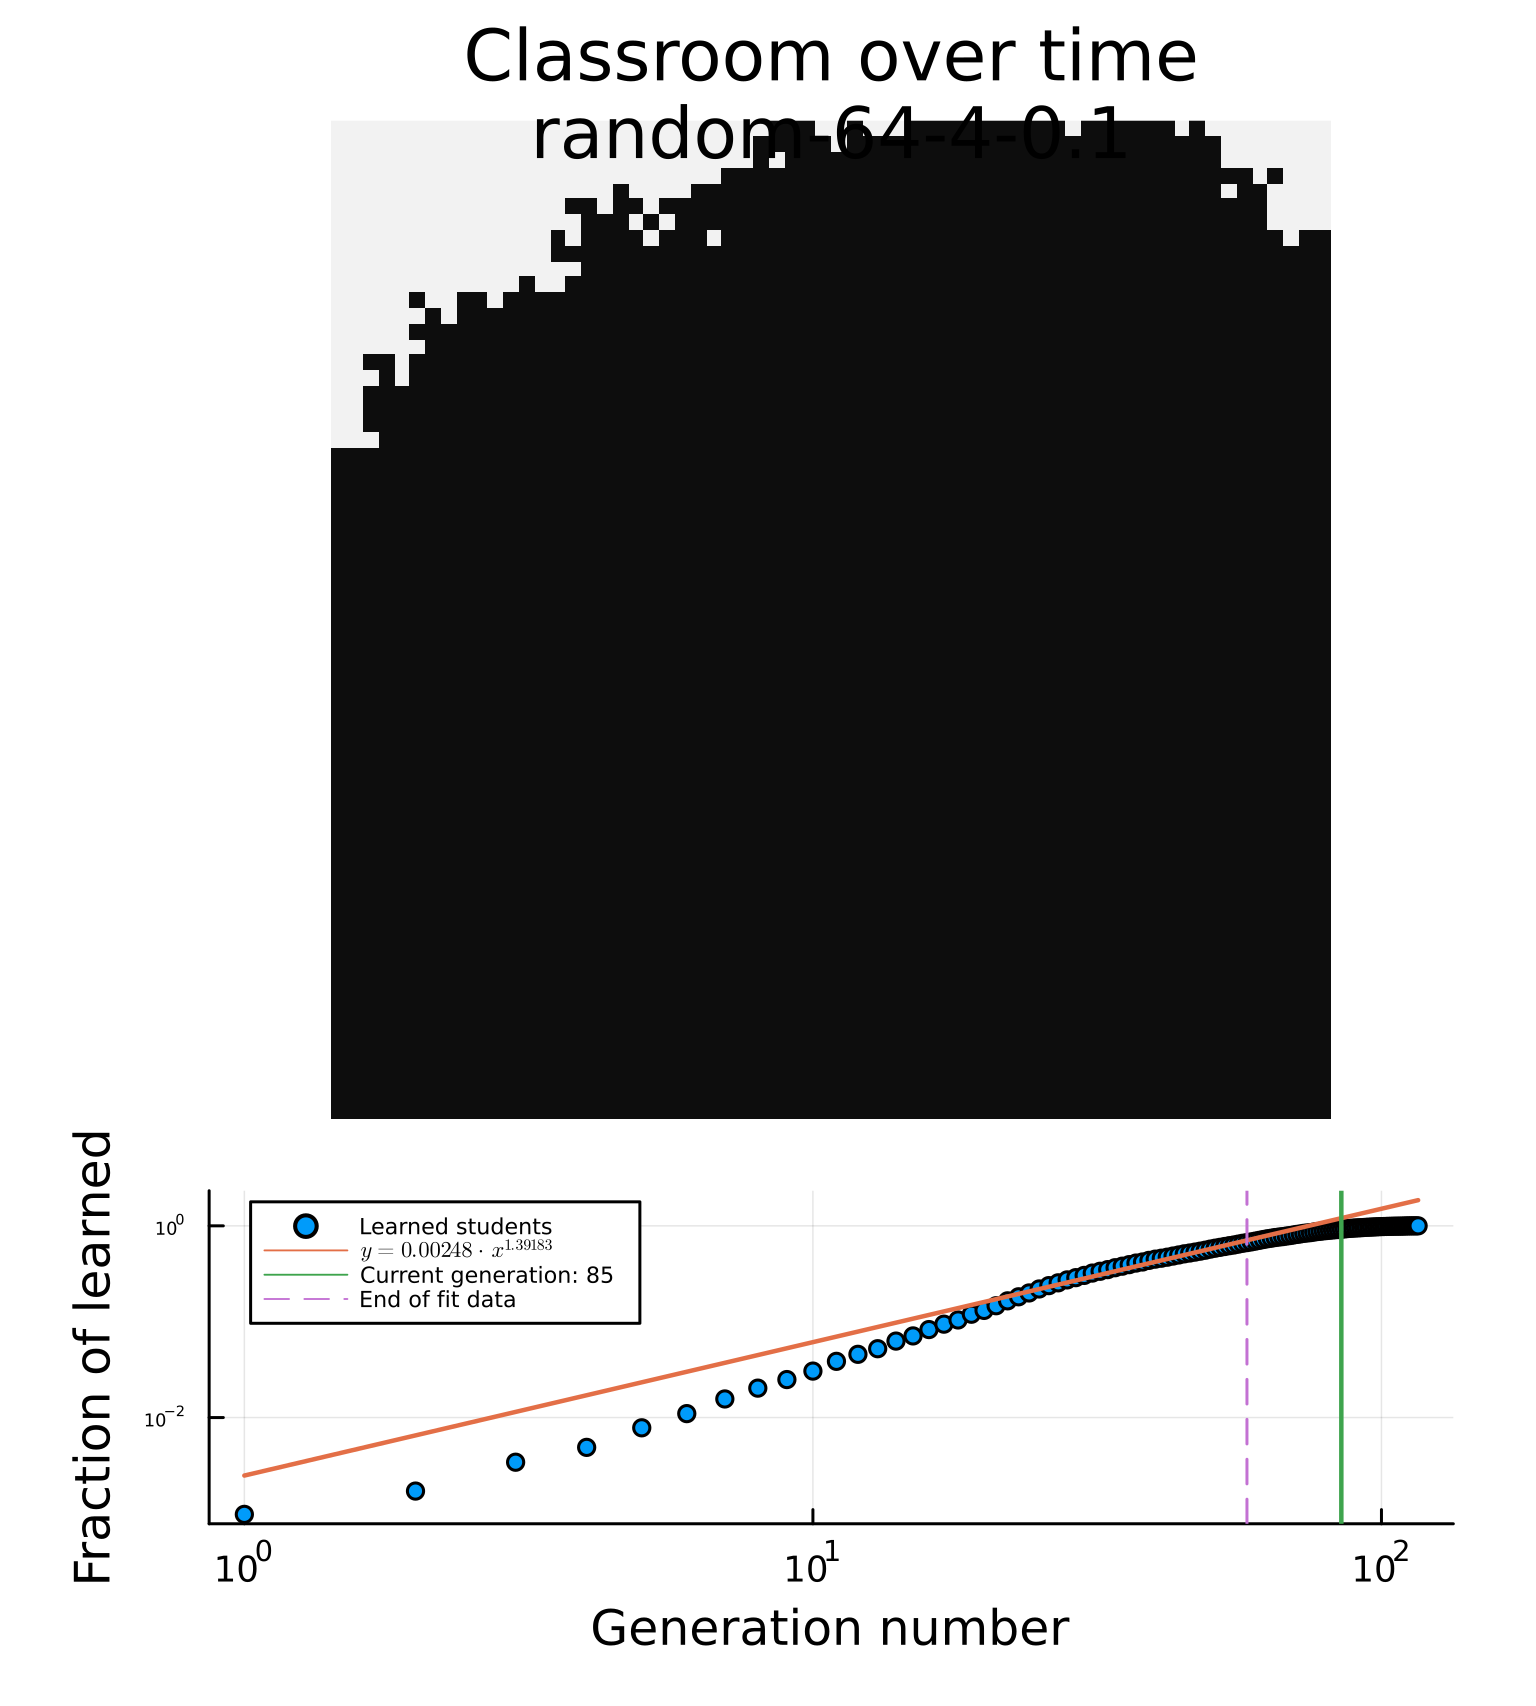 Classroom over time
random-64-4-0.1
Fraction of learned
10^0
10^-2
Learned students
y = 0.00248 · x^1.39183
Current generation: 85
End of fit data
10^0 10^1 10^2
Generation number